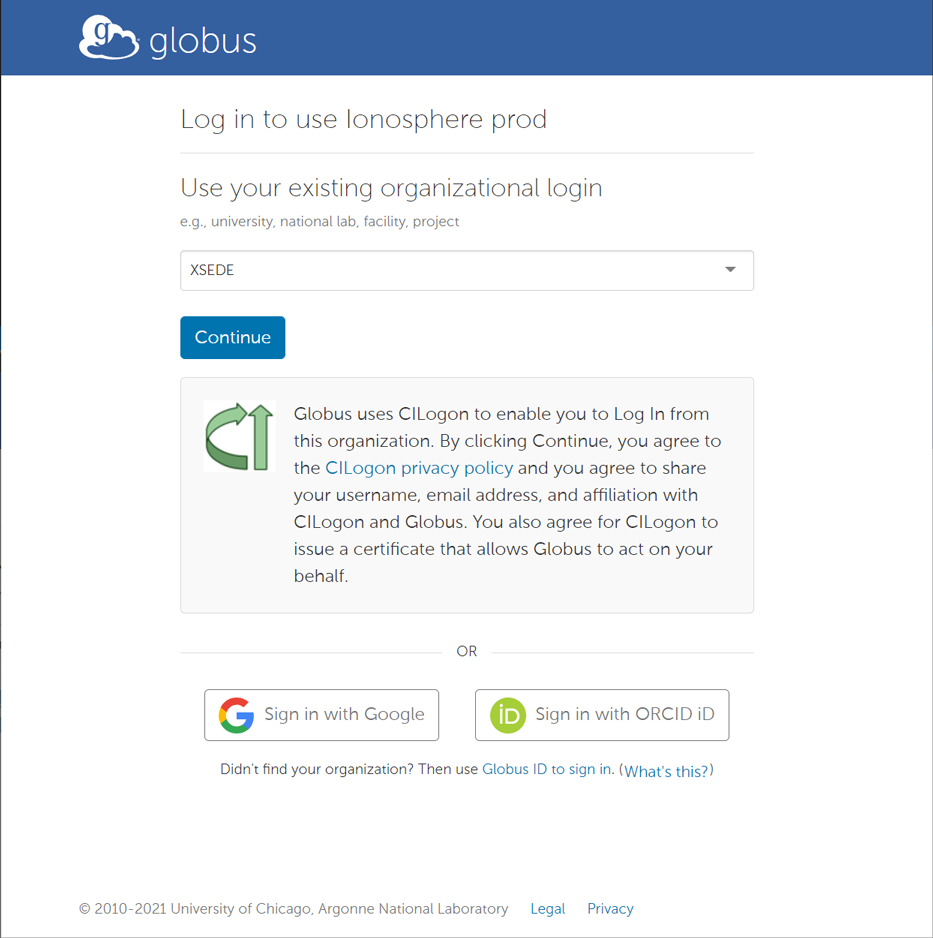 globus
Log in to use Ionosphere prod
Use your existing organizational login
e.g., university, national lab, facility, project
XSEDE
Continue
Globus uses CILogon to enable you to Log In from
this organization. By clicking Continue, you agree to
the CILogon privacy policy and you agree to share
your username, email address, and affiliation with
CILogon and Globus. You also agree for CILogon to
issue a certificate that allows Globus to act on your
behalf.
OR
Sign in with Google
iD Sign in with ORCID iD
Didn't find your organization? Then use Globus ID to sign in. (What's this?)
© 2010-2021 University of Chicago, Argonne National Laboratory Legal Privacy